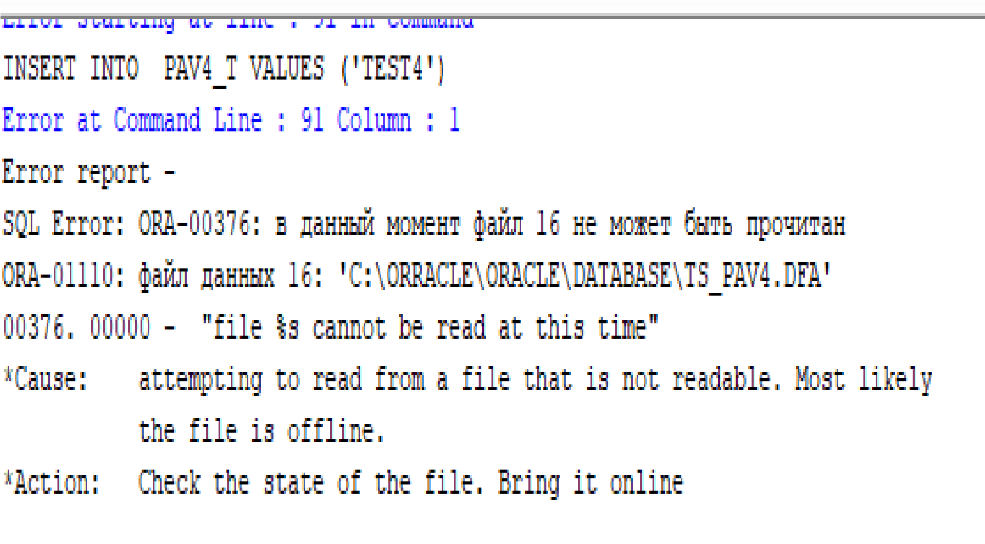 Error starting at line : 91 in command
INSERT INTO  PAV4_T VALUES ('TEST4')
Error at Command Line : 91 Column : 1
Error report -
SQL Error: ORA-00376: в данный момент файл 16 не может быть прочитан
ORA-01110: файл данных 16: 'C:\ORRACLE\ORACLE\DATABASE\TS_PAV4.DFA'
00376. 00000 -  "file %s cannot be read at this time"
*Cause:    attempting to read from a file that is not readable. Most likely
           the file is offline.
*Action:   Check the state of the file. Bring it online